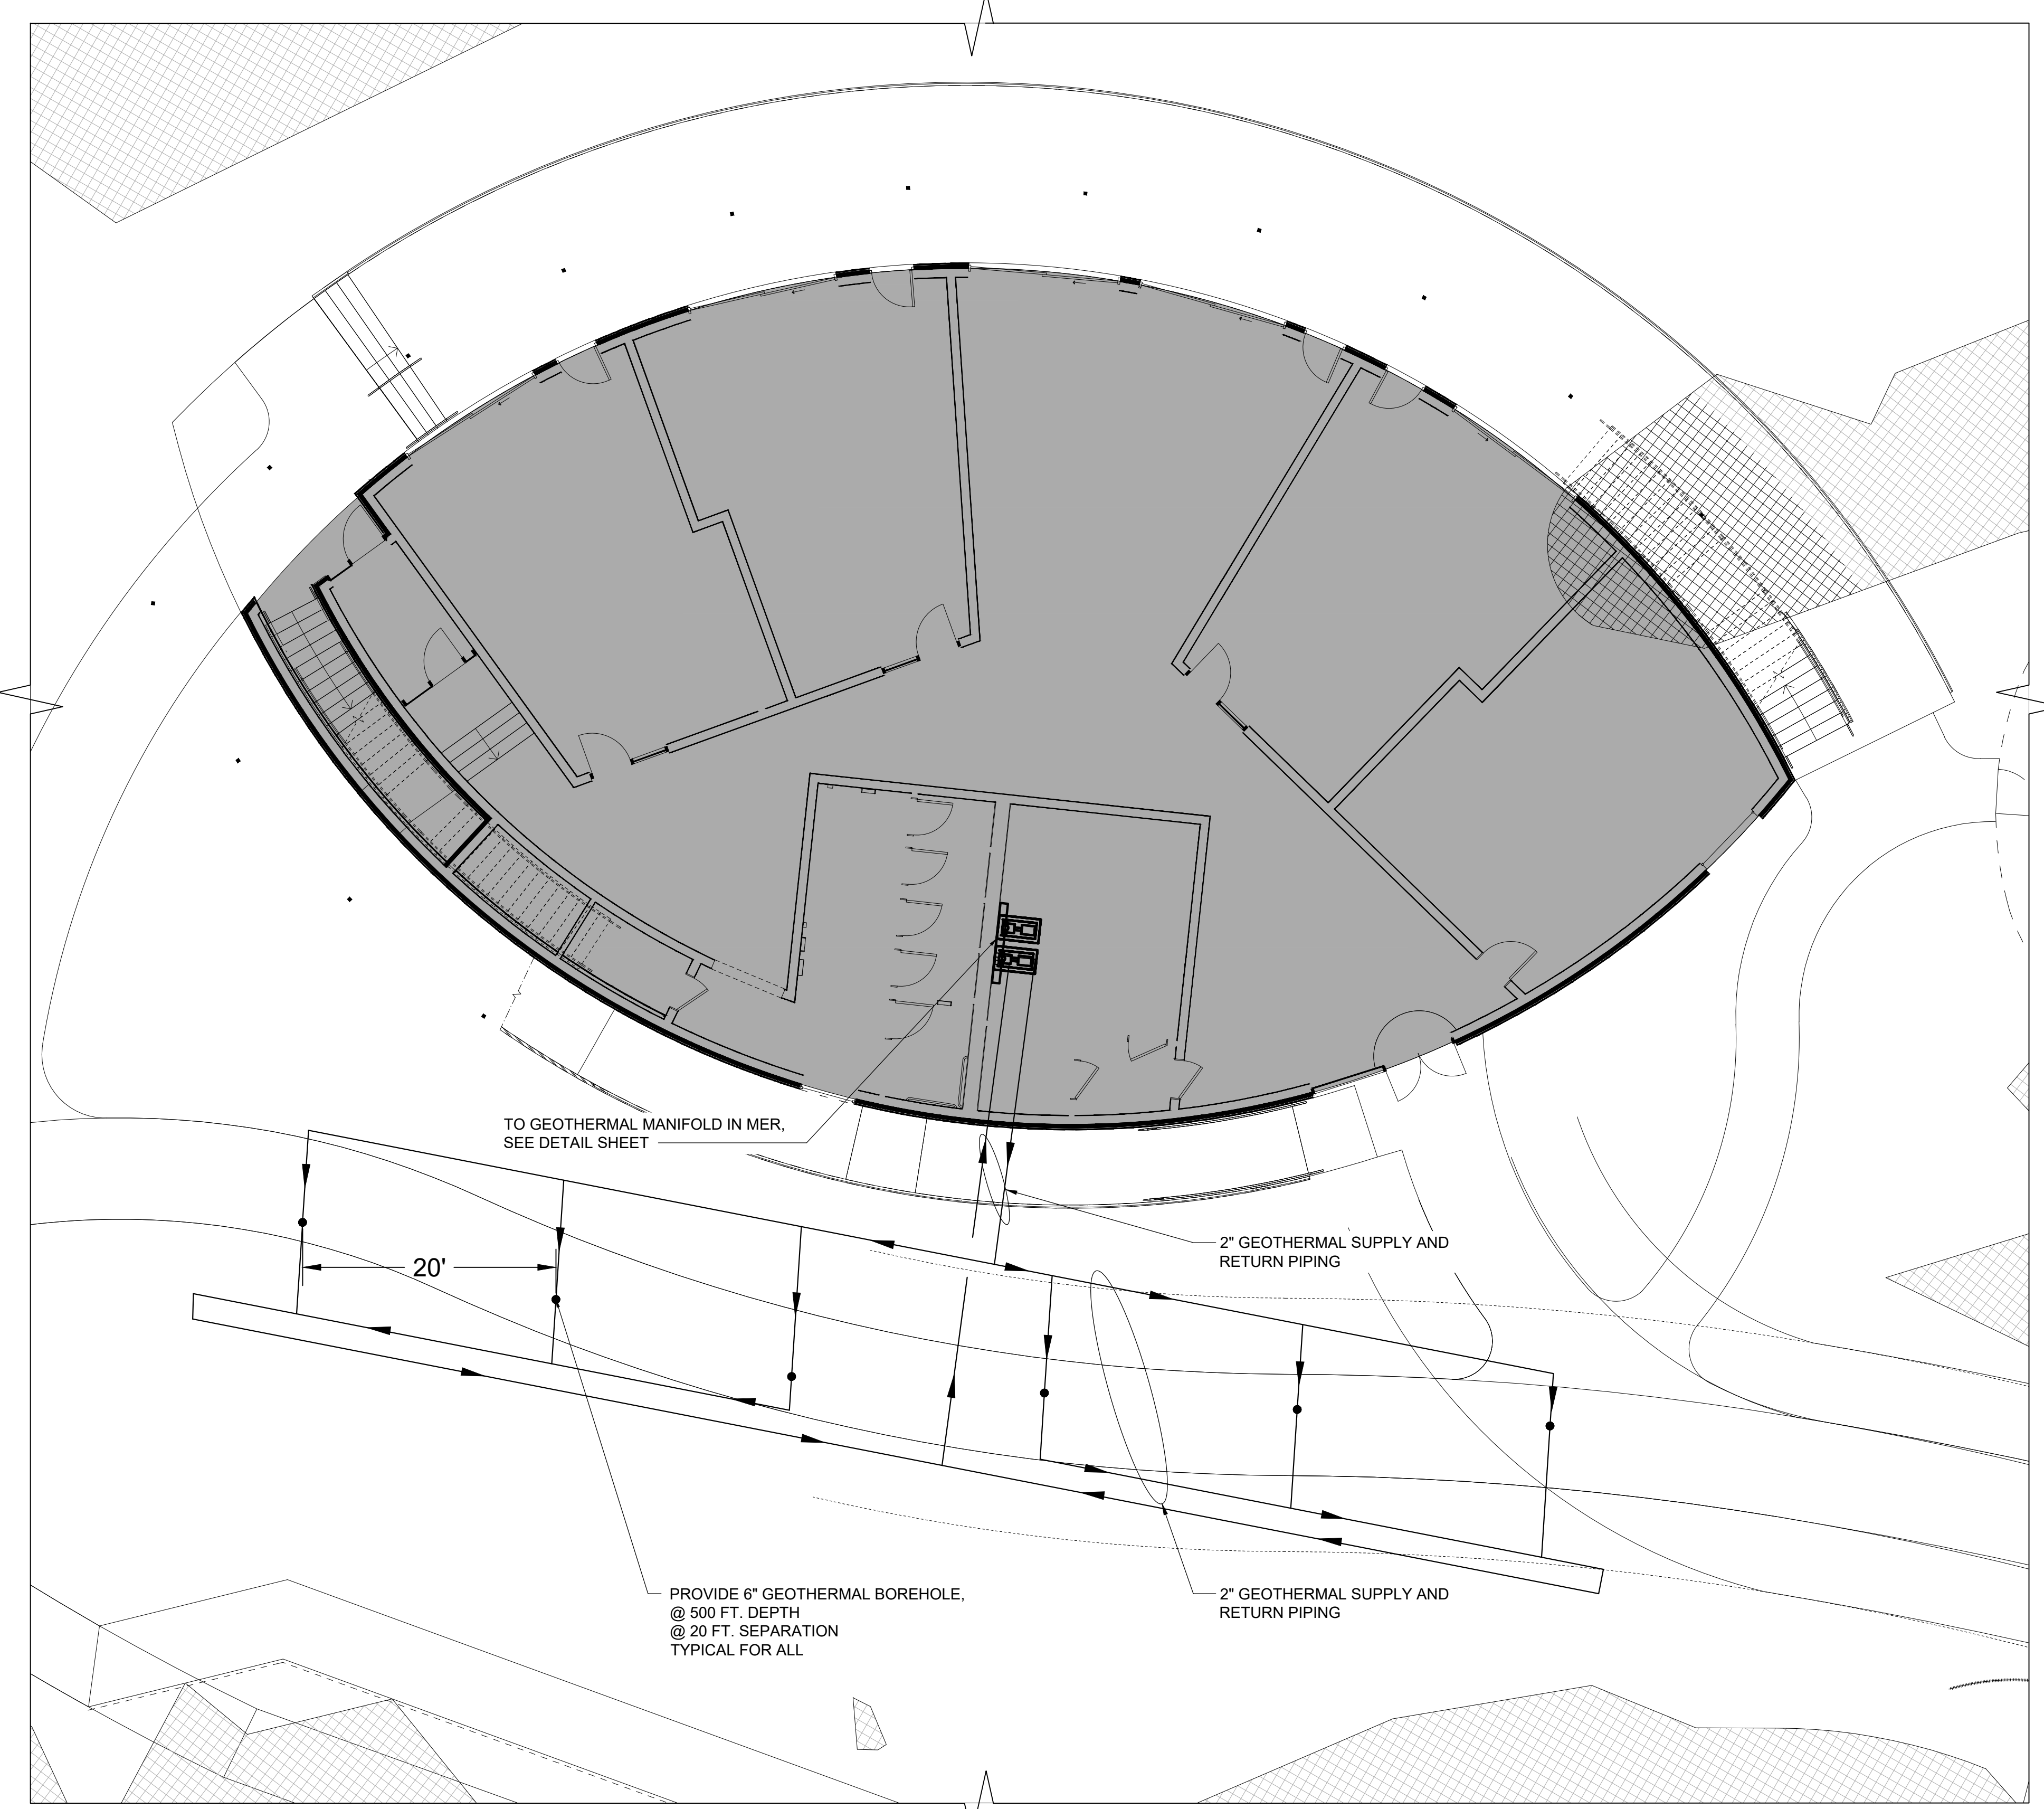 TO GEOTHERMAL MANIFOLD IN MER,
SEE DETAIL SHEET
2" GEOTHERMAL SUPPLY AND
RETURN PIPING
20'
PROVIDE 6" GEOTHERMAL BOREHOLE,
@ 500 FT. DEPTH
@ 20 FT. SEPARATION
TYPICAL FOR ALL
2" GEOTHERMAL SUPPLY AND
RETURN PIPING